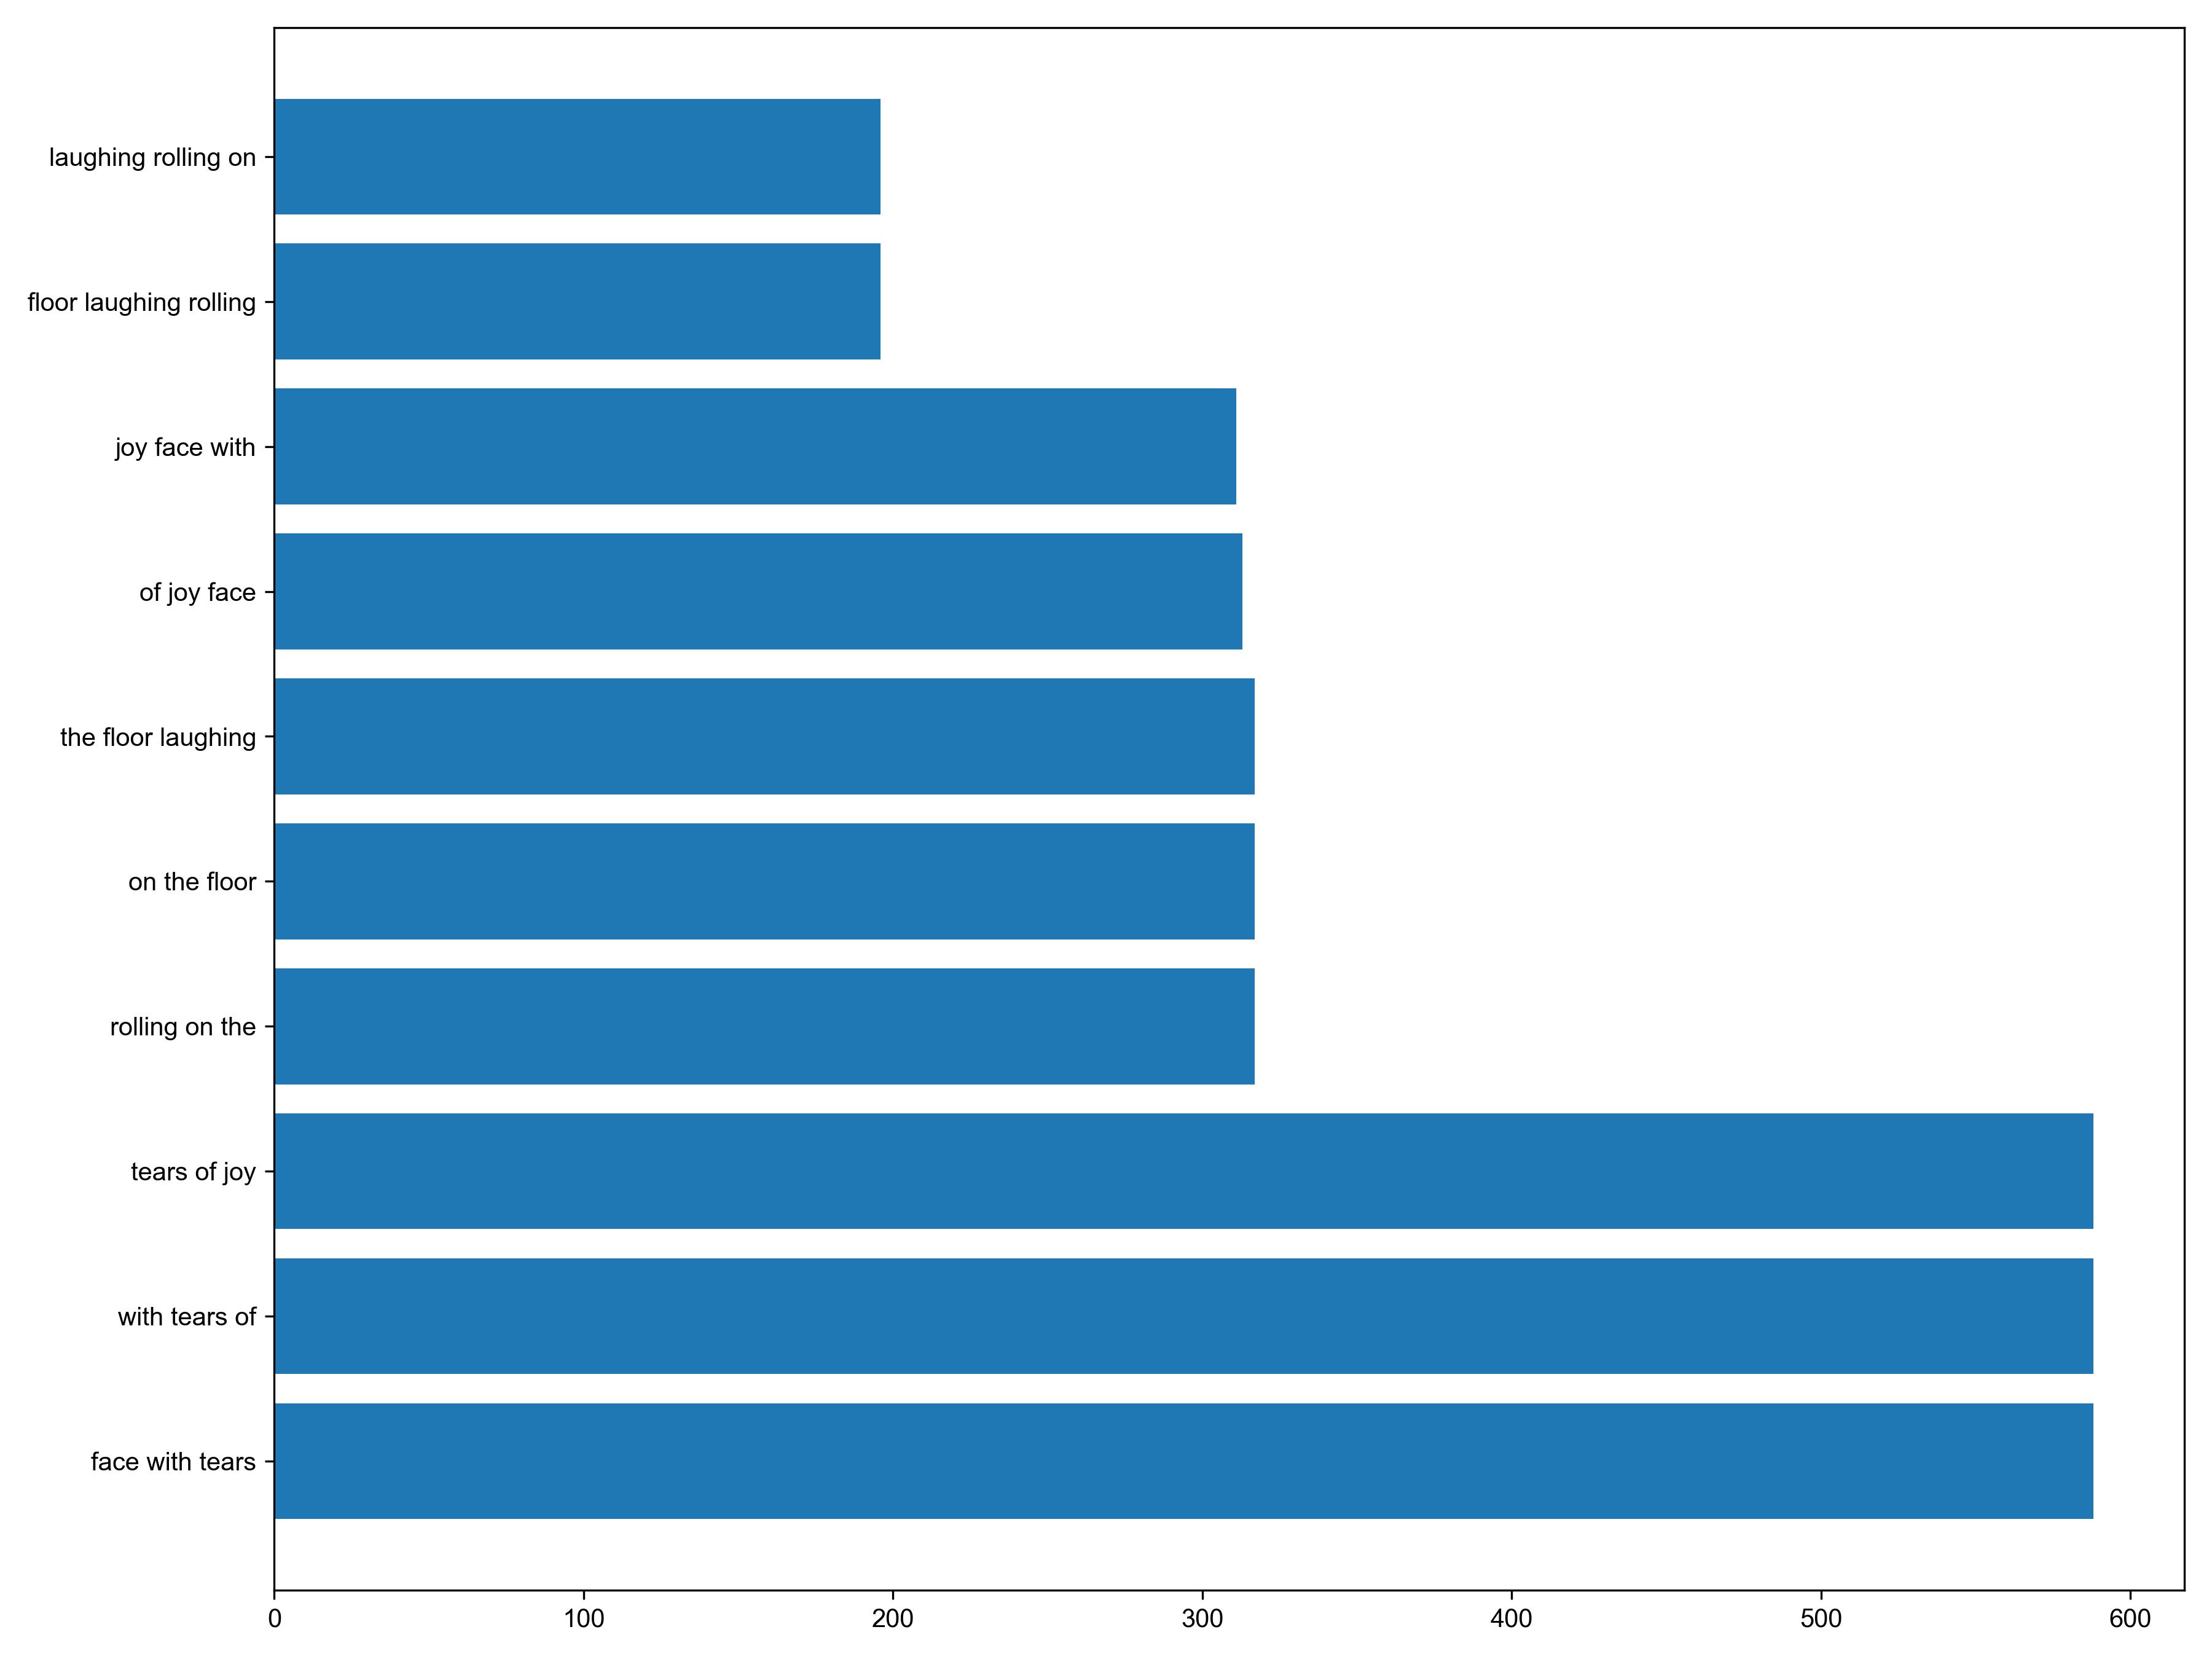 laughing rolling on
floor laughing rolling
joy face with
of joy face
the floor laughing
on the floor
rolling on the
tears of joy
with tears of
face with tears
0 100 200 300 400 500 600